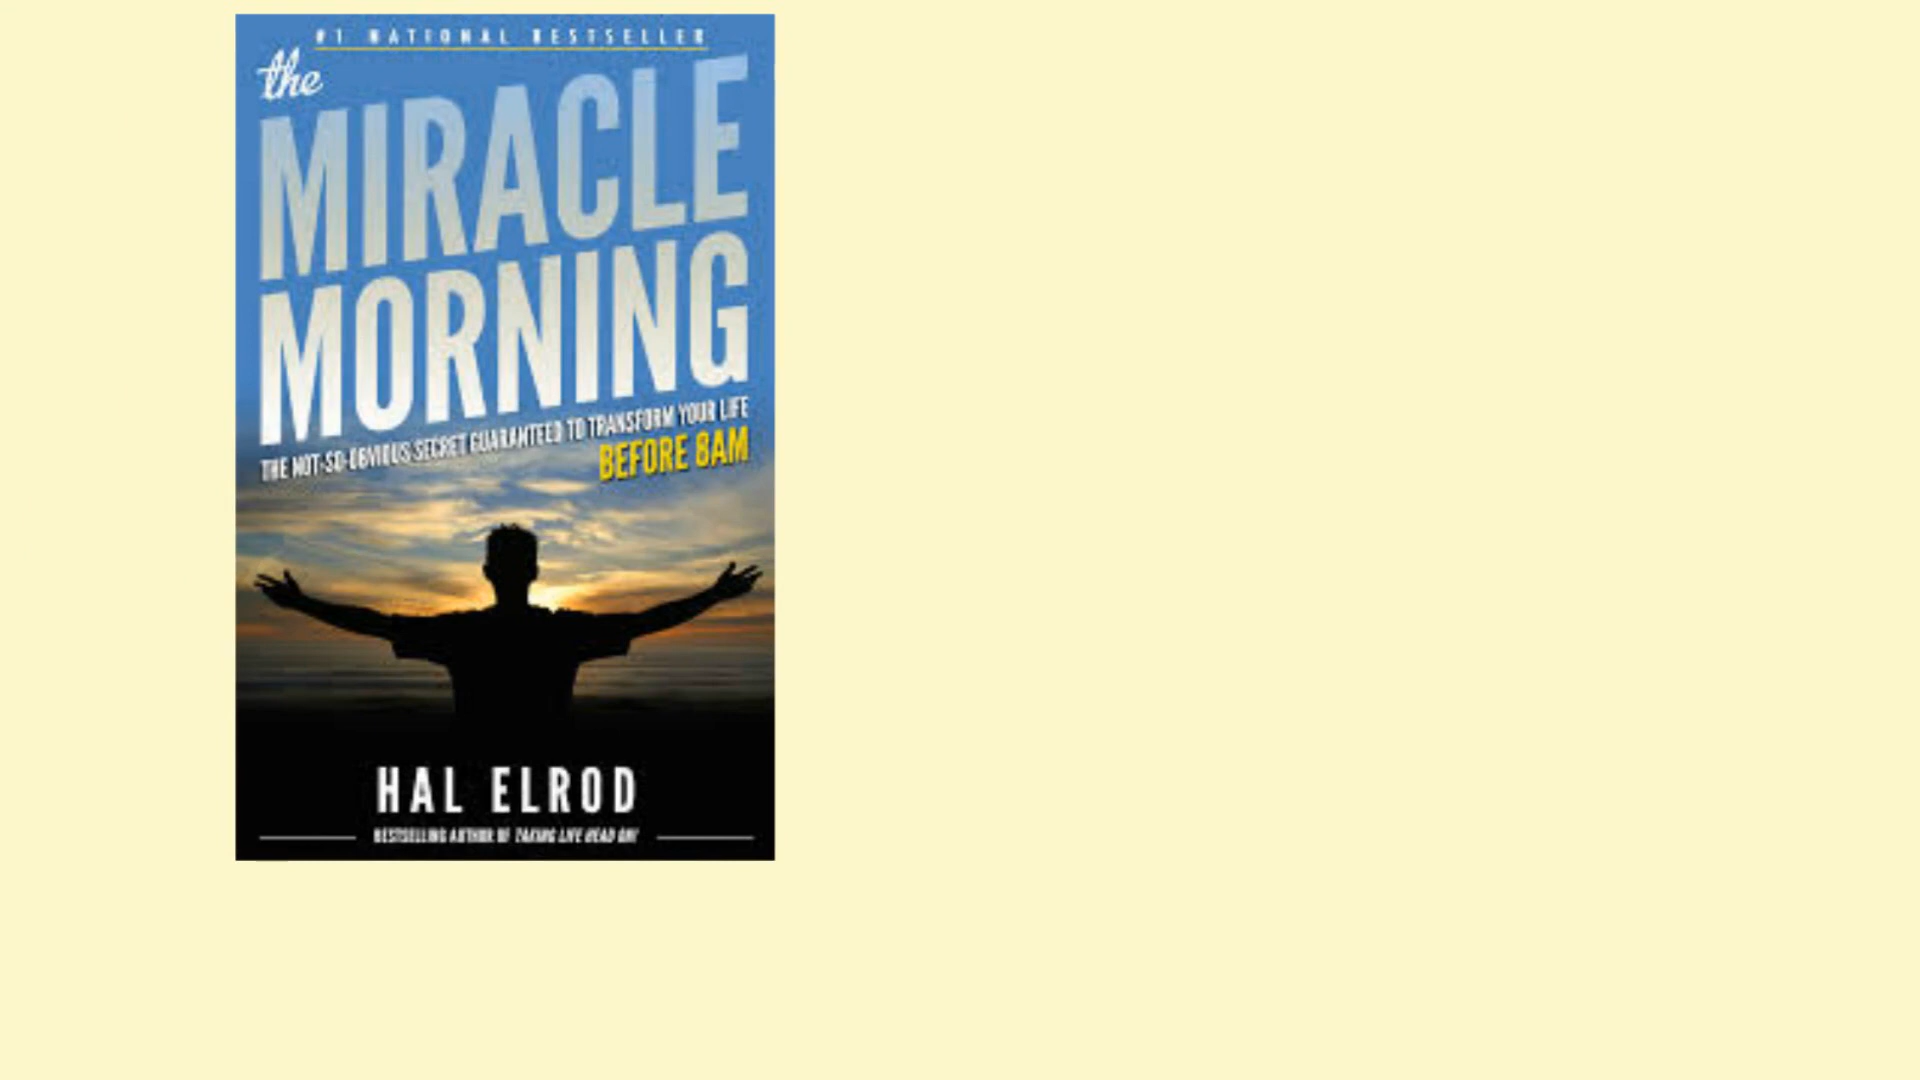 #1 NATIONAL BESTSELLER
the
MIRACLE
MORNING
THE NOT-SO-OBVIOUS SECRET GUARANTEED TO TRANSFORM YOUR LIFE
BEFORE 8AM
HAL ELROD
BESTSELLING AUTHOR OF TAKING LIFE HEAD ON!